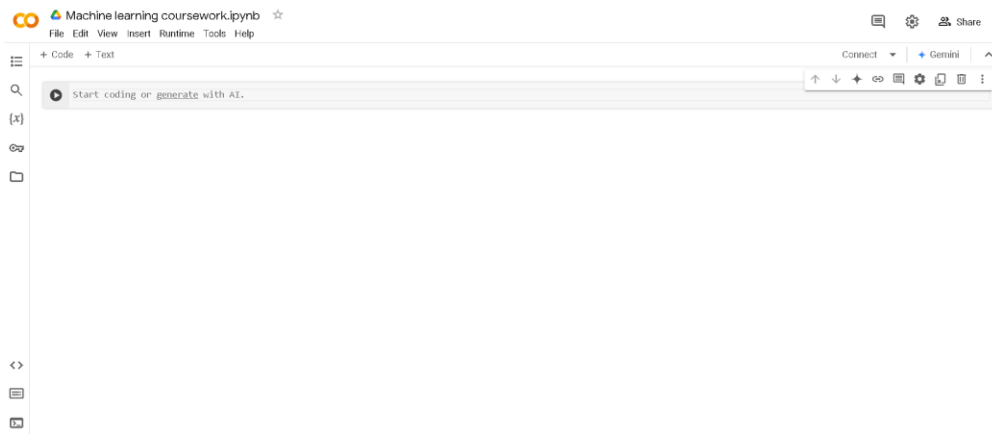 Machine learning coursework.ipynb
File Edit View Insert Runtime Tools Help
Share
+ Code + Text
Connect
Gemini
{x}
Start coding or generate with AI.